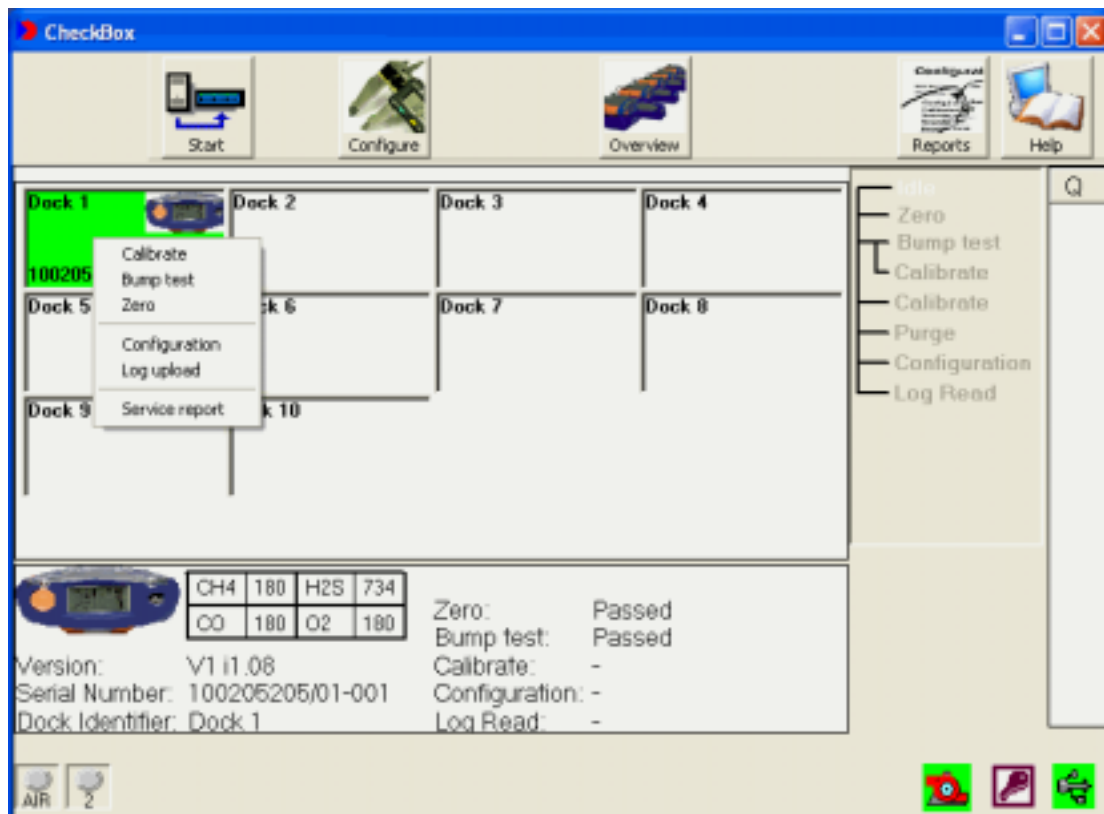 CheckBox
Start
Configure
Overview
Reports
Help
Dock 1
Dock 2
Dock 3
Dock 4
100205
Dock 5
k 6
Dock 7
Dock 8
Dock 9
k 10
Calibrate
Bump test
Zero
Configuration
Log upload
Service report
Idle
Zero
Bump test
Calibrate
Calibrate
Purge
Configuration
Log Read
Q
CH4 180 H2S 734
CO 180 O2 180
Version: V1 i1.08
Serial Number: 100205205/01-001
Dock Identifier: Dock 1
Zero: Passed
Bump test: Passed
Calibrate: -
Configuration: -
Log Read: -
AIR
2